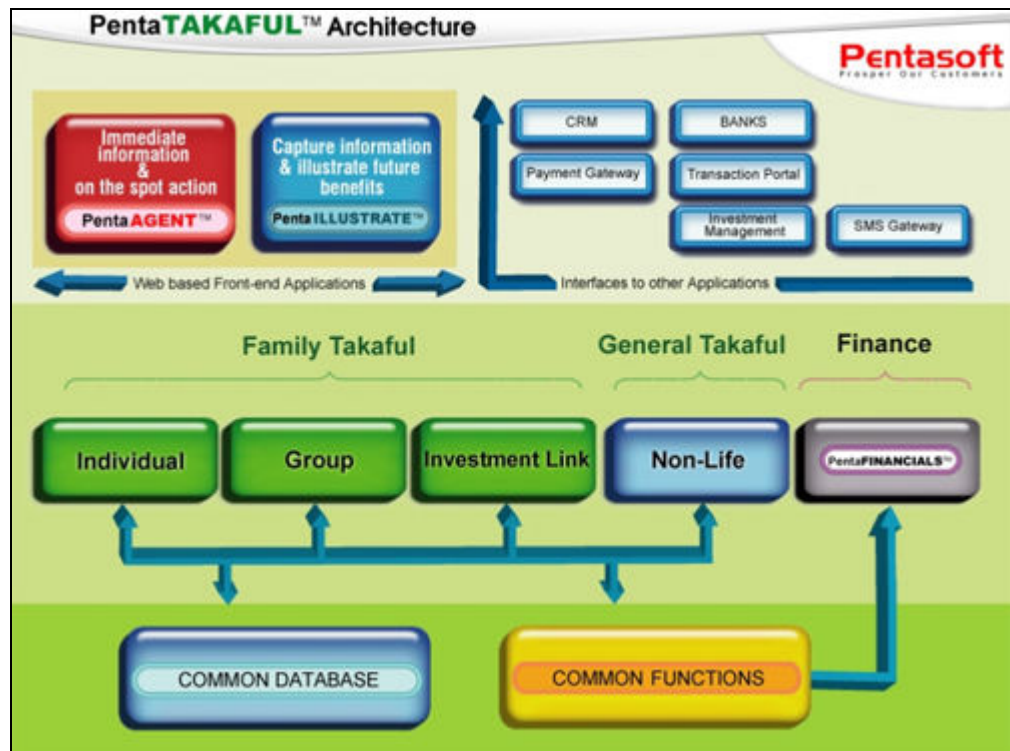 PentaTAKAFUL™ Architecture
Pentasoft
Prosper Our Customers
Immediate
information
&
on the spot action
PentaAGENT™
Capture information
& illustrate future
benefits
PentaILLUSTRATE™
CRM
BANKS
Payment Gateway
Transaction Portal
Investment
Management
SMS Gateway
Web based Front-end Applications
Interfaces to other Applications
Family Takaful
General Takaful
Finance
Individual
Group
Investment Link
Non-Life
PentaFINANCIALS™
COMMON DATABASE
COMMON FUNCTIONS